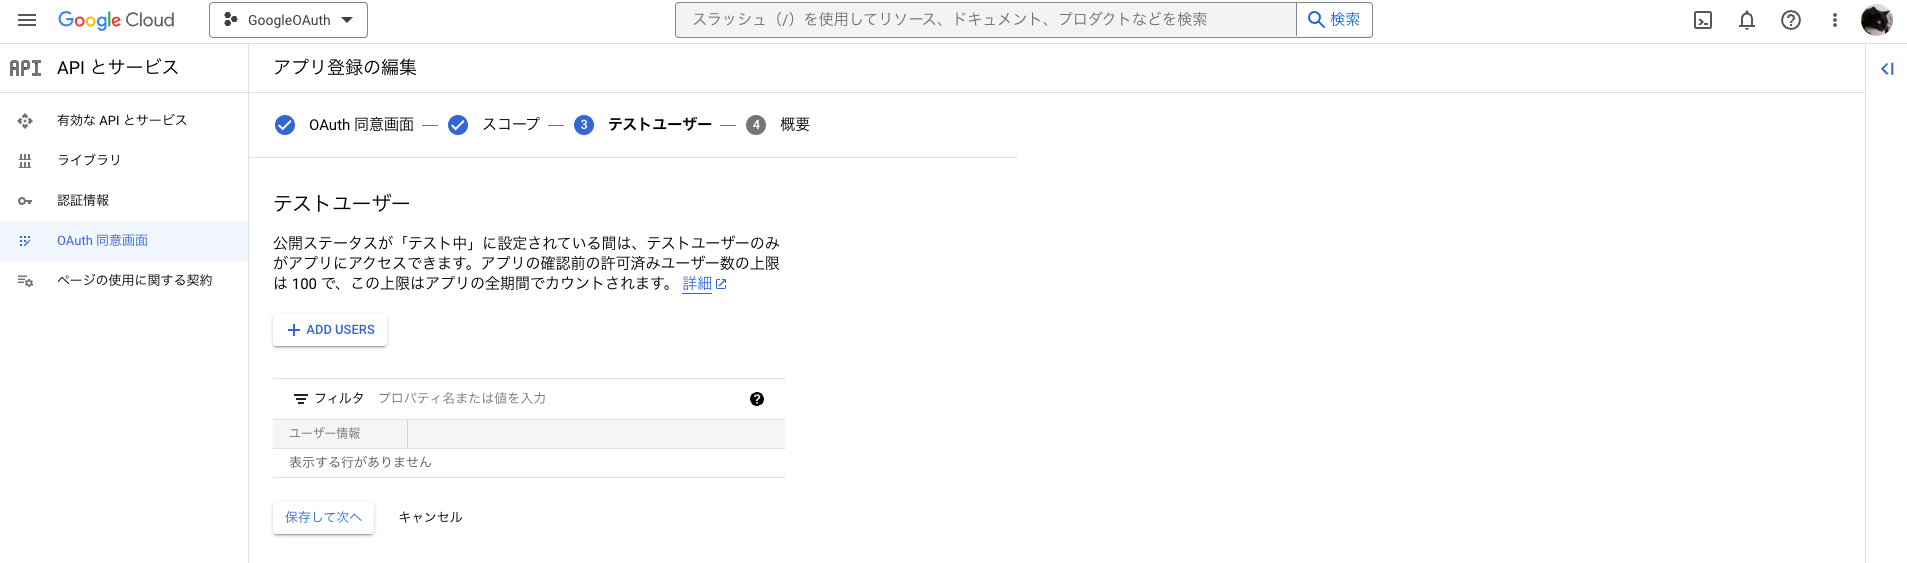 Google Cloud
GoogleOAuth
スラッシュ（/）を使用してリソース、ドキュメント、プロダクトなどを検索
検索
API
API とサービス
アプリ登録の編集
有効な API とサービス
ライブラリ
認証情報
OAuth 同意画面
ページの使用に関する契約
OAuth 同意画面
スコープ
3
テストユーザー
4
概要
テストユーザー
公開ステータスが「テスト中」に設定されている間は、テストユーザーのみ
がアプリにアクセスできます。アプリの確認前の許可済みユーザー数の上限
は 100 で、この上限はアプリの全期間でカウントされます。 詳細
ADD USERS
フィルタ
プロパティ名または値を入力
ユーザー情報
表示する行がありません
保存して次へ
キャンセル